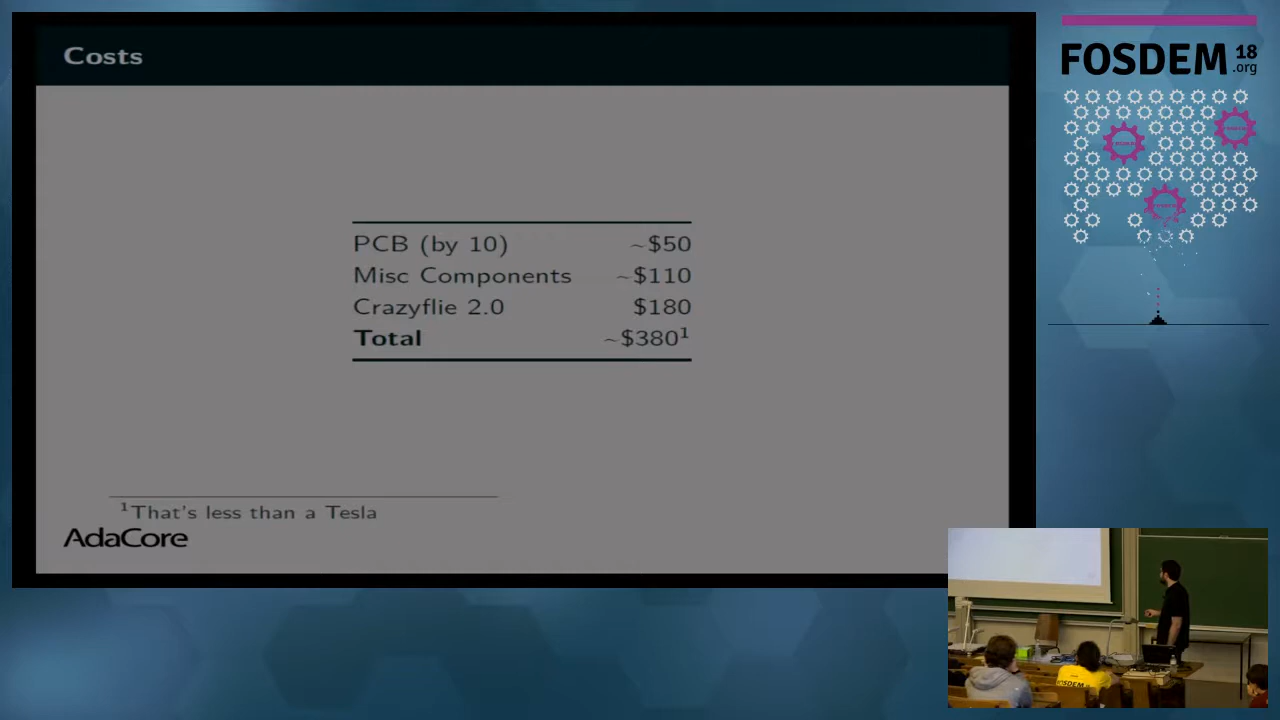 Costs
PCB (by 10) ~$50
Misc Components ~$110
Crazyflie 2.0 $180
Total ~$380¹
¹That's less than a Tesla
AdaCore
FOSDEM 18
.org
FOSDEM